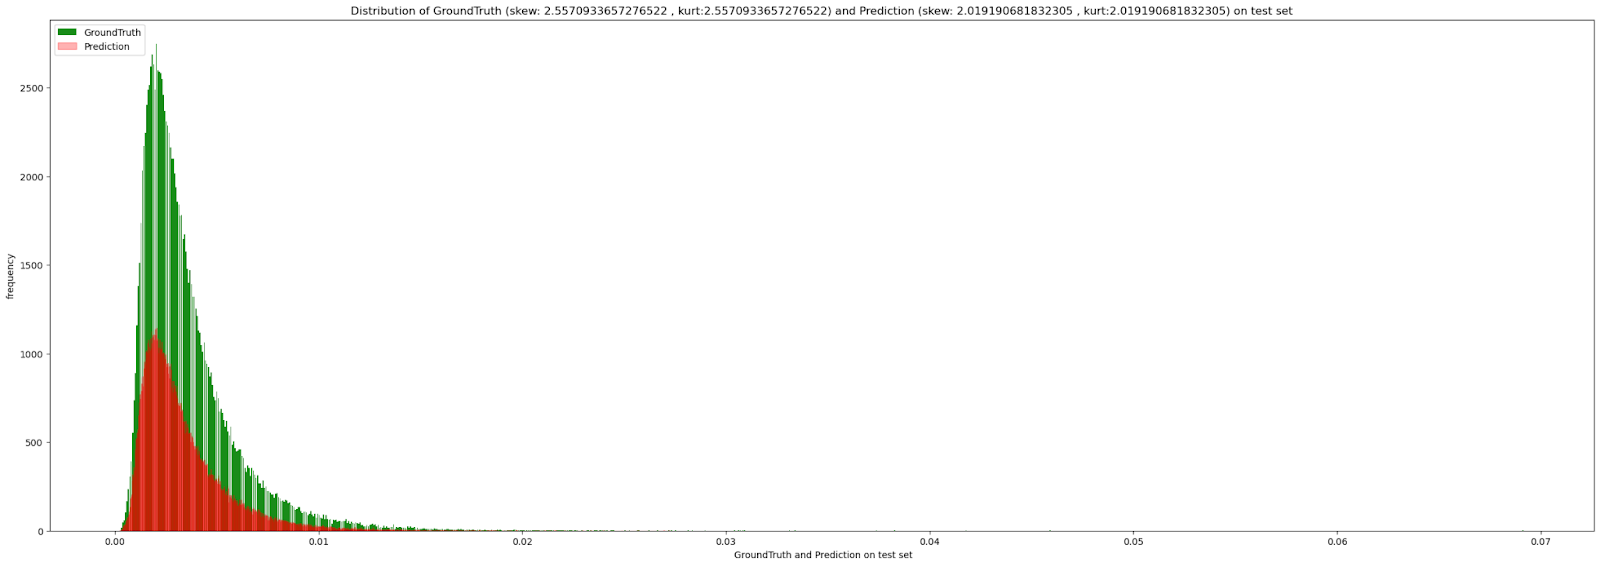 Distribution of GroundTruth (skew: 2.5570933657276522 , kurt:2.5570933657276522) and Prediction (skew: 2.019190681832305 , kurt:2.019190681832305) on test set
GroundTruth
Prediction
2500
2000
1500
1000
500
0
frequency
0.00 0.01 0.02 0.03 0.04 0.05 0.06 0.07
GroundTruth and Prediction on test set